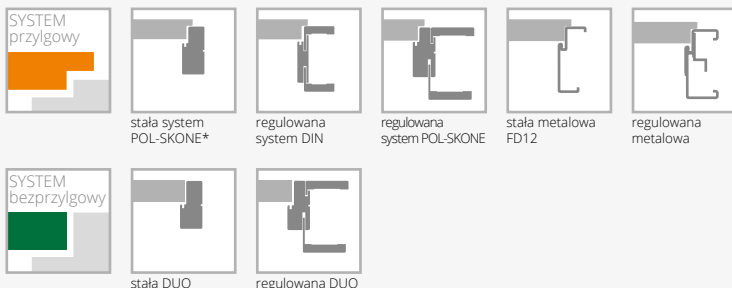 SYSTEM
przylgowy
stała system
POL-SKONE*
regulowana
system DIN
regulowana
system POL-SKONE
stała metalowa
FD12
regulowana
metalowa
SYSTEM
bezprzylgowy
stała DUO
regulowana DUO